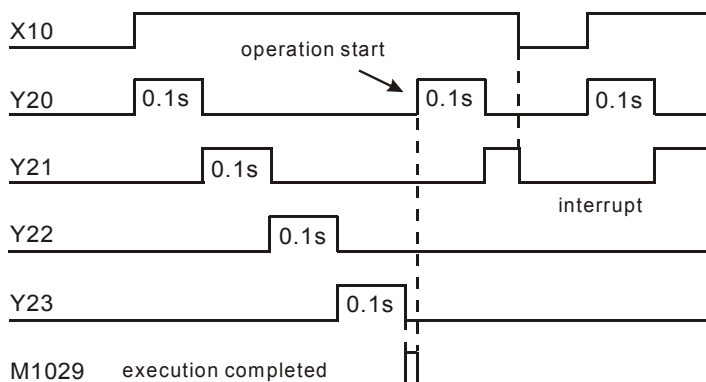 X10
operation start
Y20 0.1s 0.1s 0.1s
Y21 0.1s
interrupt
Y22 0.1s
Y23 0.1s
M1029 execution completed